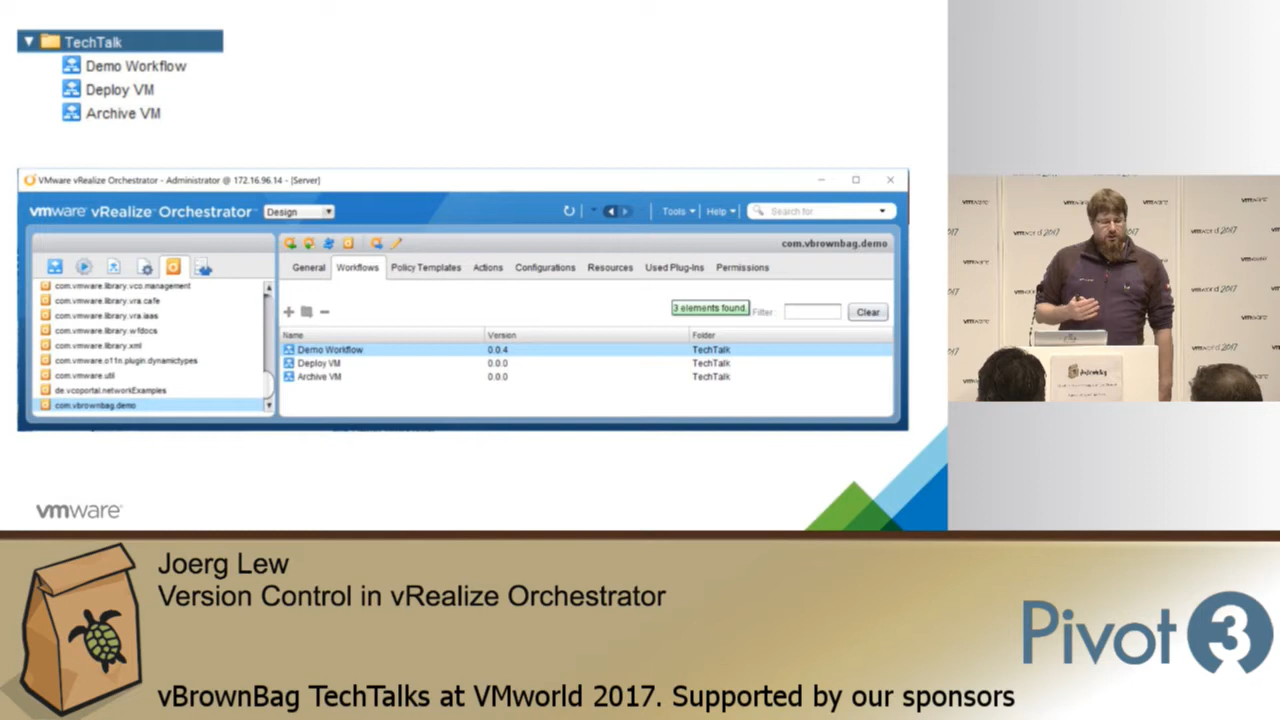 TechTalk
Demo Workflow
Deploy VM
Archive VM
VMware vRealize Orchestrator - Administrator @ 172.16.96.14 - [Server]
vmware vRealize Orchestrator Design Tools Help Search for
com.vbrownbag.demo
General Workflows Policy Templates Actions Configurations Resources Used Plug-Ins Permissions
com.vmware.library.vco.management
com.vmware.library.vra.cafe
com.vmware.library.vra.iaas
com.vmware.library.wfdocs
com.vmware.library.xml
com.vmware.o11n.plugin.dynamictypes
com.vmware.util
de.vcoportal.networkExamples
com.vbrownbag.demo
3 elements found. Filter: Clear
Name Version Folder
Demo Workflow 0.0.4 TechTalk
Deploy VM 0.0.0 TechTalk
Archive VM 0.0.0 TechTalk
vmware
vmworld 2017
Joerg Lew
Version Control in vRealize Orchestrator
Pivot3
vBrownBag TechTalks at VMworld 2017. Supported by our sponsors